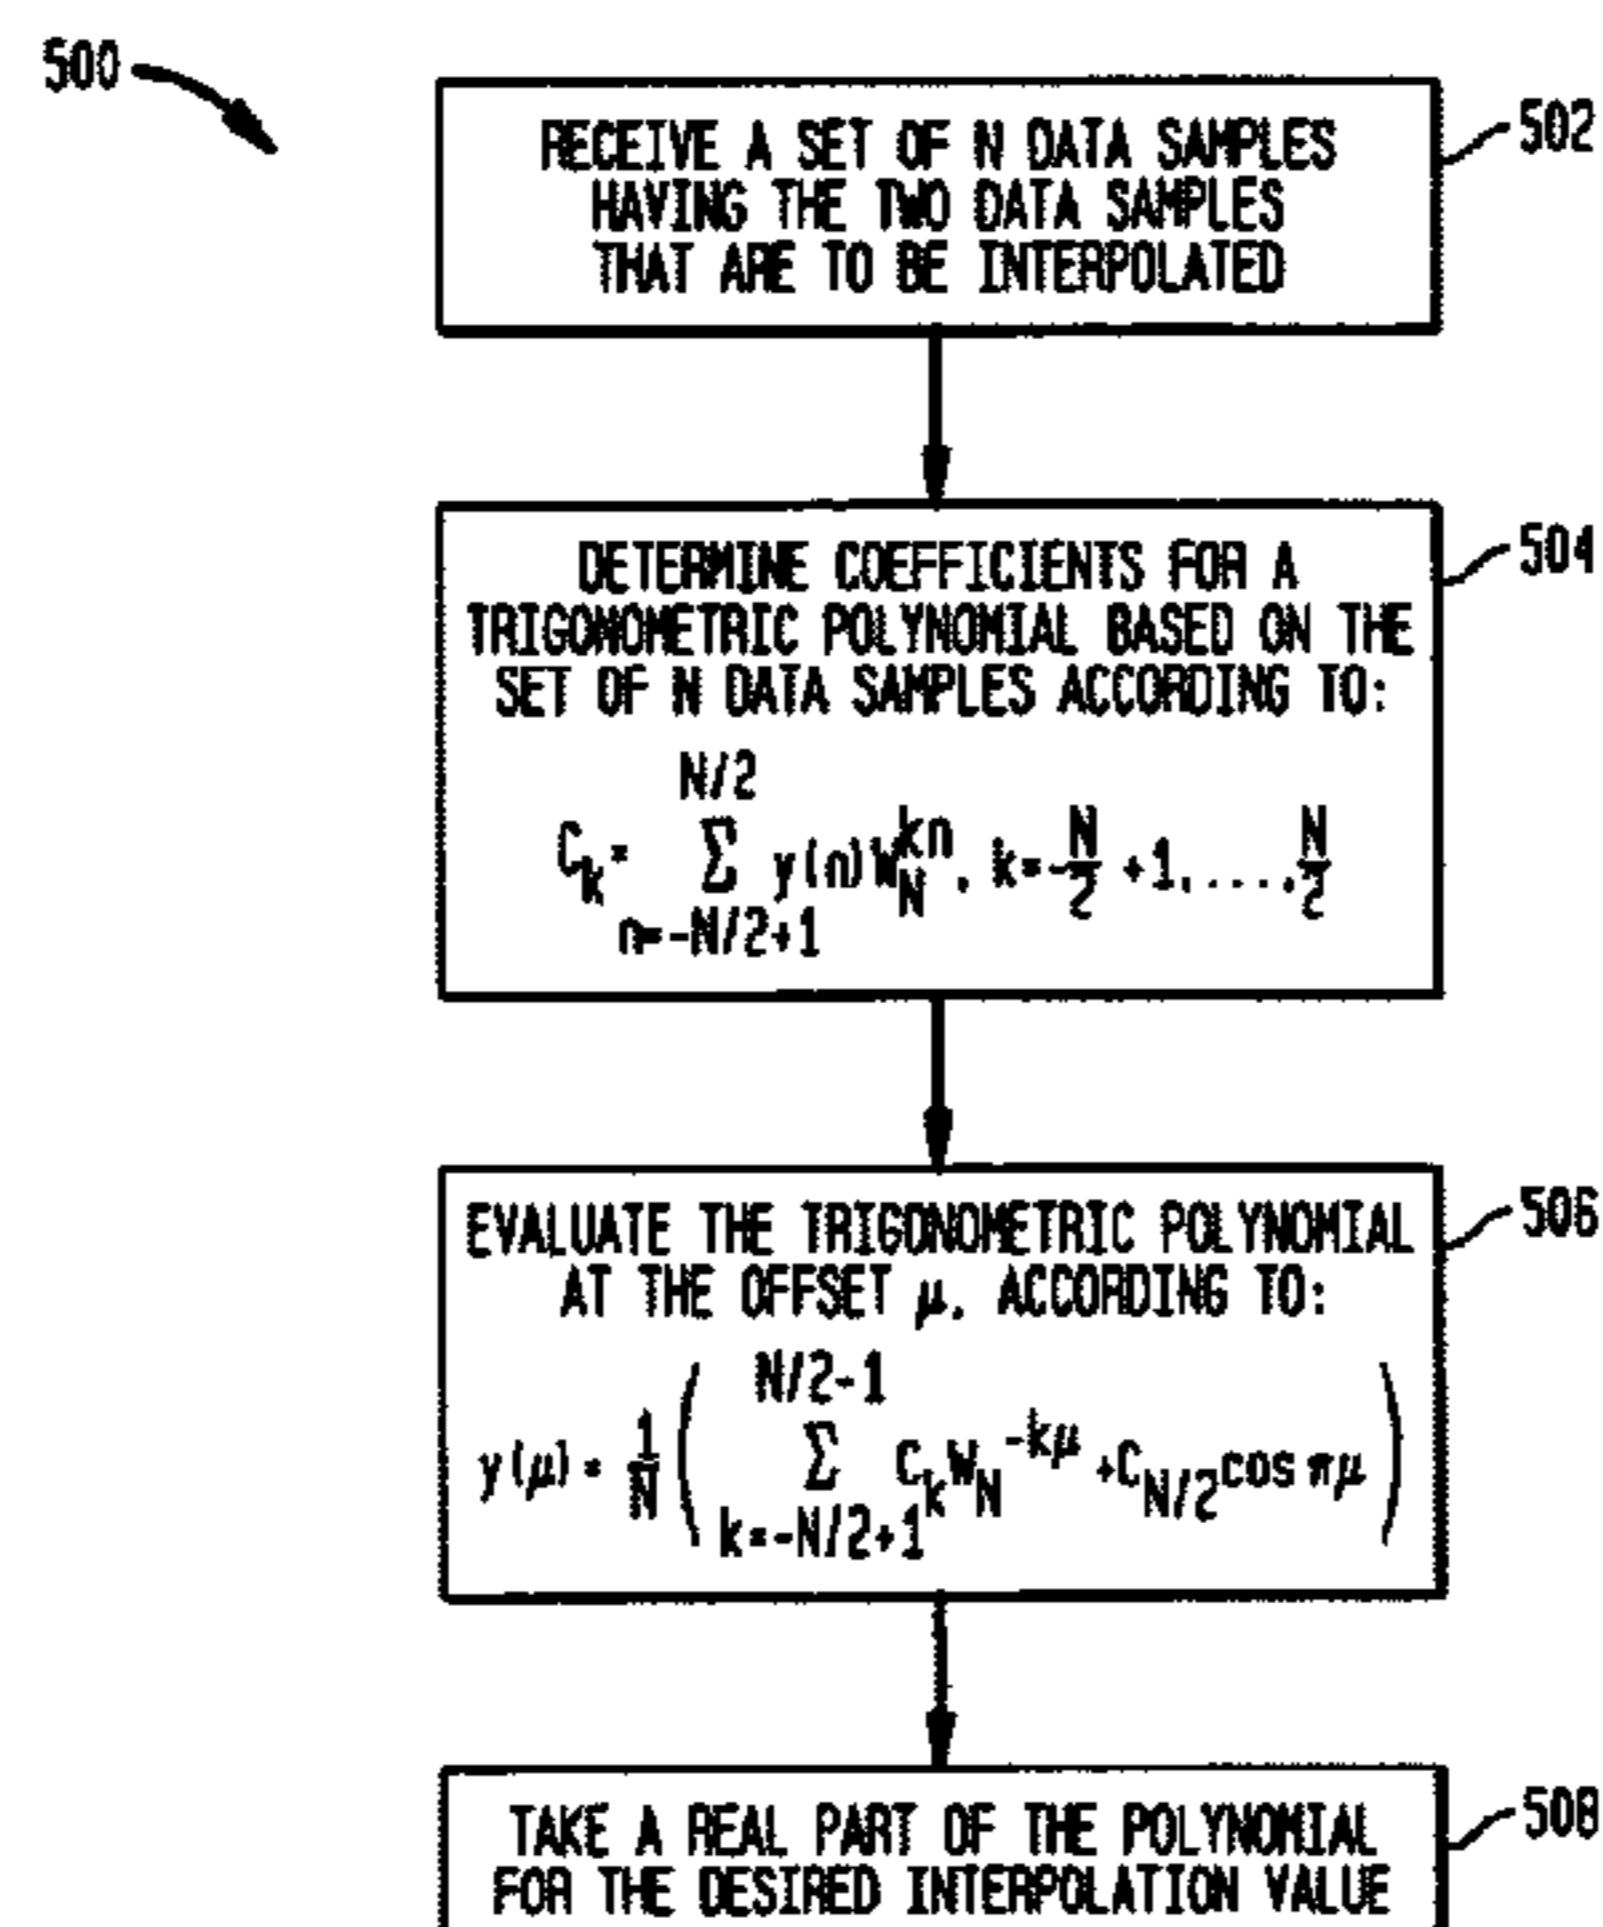 500
502
RECEIVE A SET OF N DATA SAMPLES
HAVING THE TWO DATA SAMPLES
THAT ARE TO BE INTERPOLATED
504
DETERMINE COEFFICIENTS FOR A
TRIGONOMETRIC POLYNOMIAL BASED ON THE
SET OF N DATA SAMPLES ACCORDING TO:
N/2
C_k = Σ y(n)W_N^{kn}, k=-N/2 +1,....,N/2
n=-N/2+1
506
EVALUATE THE TRIGONOMETRIC POLYNOMIAL
AT THE OFFSET μ, ACCORDING TO:
N/2-1
y(μ) = 1/N ( Σ C_k W_N^{-kμ} +C_{N/2} cos πμ )
k=-N/2+1
508
TAKE A REAL PART OF THE POLYNOMIAL
FOR THE DESIRED INTERPOLATION VALUE